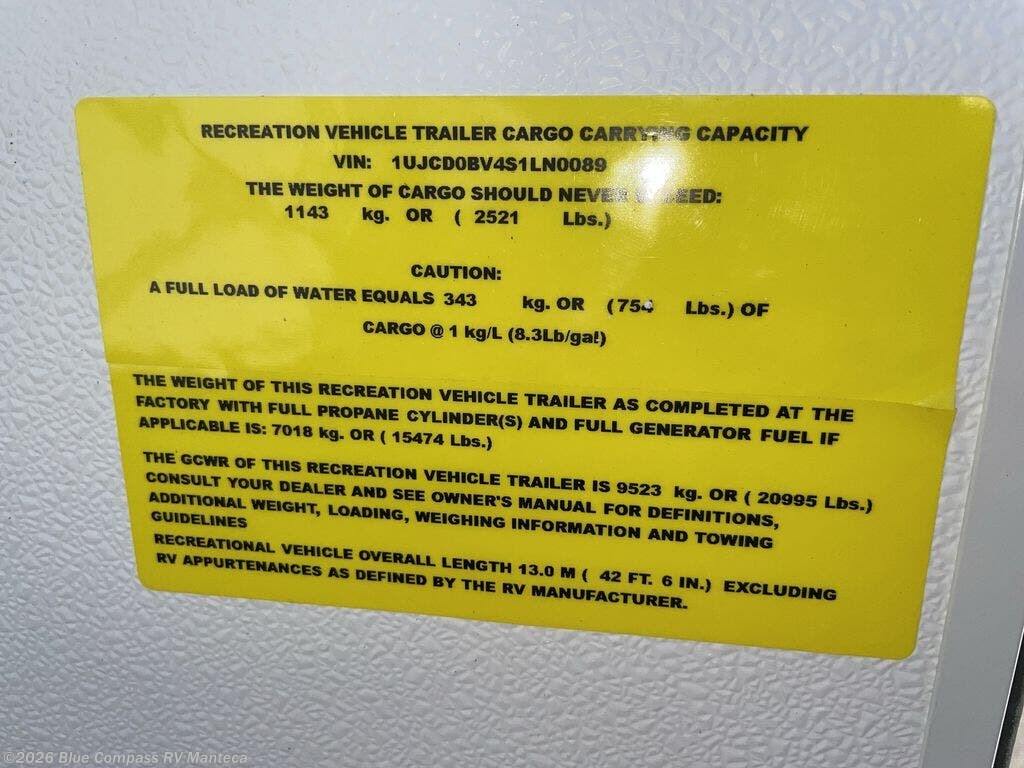 RECREATION VEHICLE TRAILER CARGO CARRYING CAPACITY
VIN: 1UJCD0BV4S1LN0089
THE WEIGHT OF CARGO SHOULD NEVER EXCEED:
1143 kg. OR ( 2521 Lbs.)
CAUTION:
A FULL LOAD OF WATER EQUALS 343 kg. OR (754 Lbs.) OF
CARGO @ 1 kg/L (8.3Lb/gal)
THE WEIGHT OF THIS RECREATION VEHICLE TRAILER AS COMPLETED AT THE
FACTORY WITH FULL PROPANE CYLINDER(S) AND FULL GENERATOR FUEL IF
APPLICABLE IS: 7018 kg. OR ( 15474 Lbs.)
THE GCWR OF THIS RECREATION VEHICLE TRAILER IS 9523 kg. OR ( 20995 Lbs.)
CONSULT YOUR DEALER AND SEE OWNER'S MANUAL FOR DEFINITIONS,
ADDITIONAL WEIGHT, LOADING, WEIGHING INFORMATION AND TOWING
GUIDELINES
RECREATIONAL VEHICLE OVERALL LENGTH 13.0 M ( 42 FT. 6 IN.) EXCLUDING
RV APPURTENANCES AS DEFINED BY THE RV MANUFACTURER.
©2026 Blue Compass RV Manteca